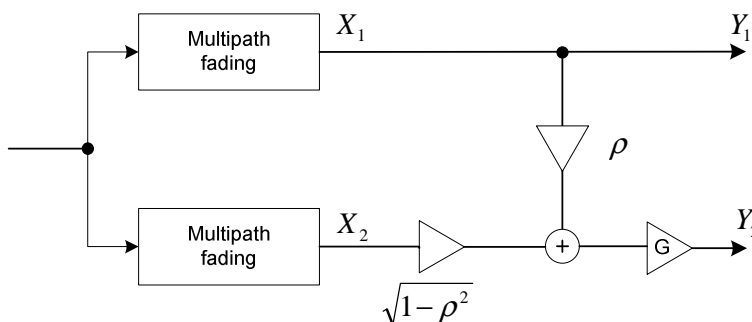 Multipath
fading
X₁
Y₁
ρ
Multipath
fading
X₂
√1 − ρ²
+
G
Y₂